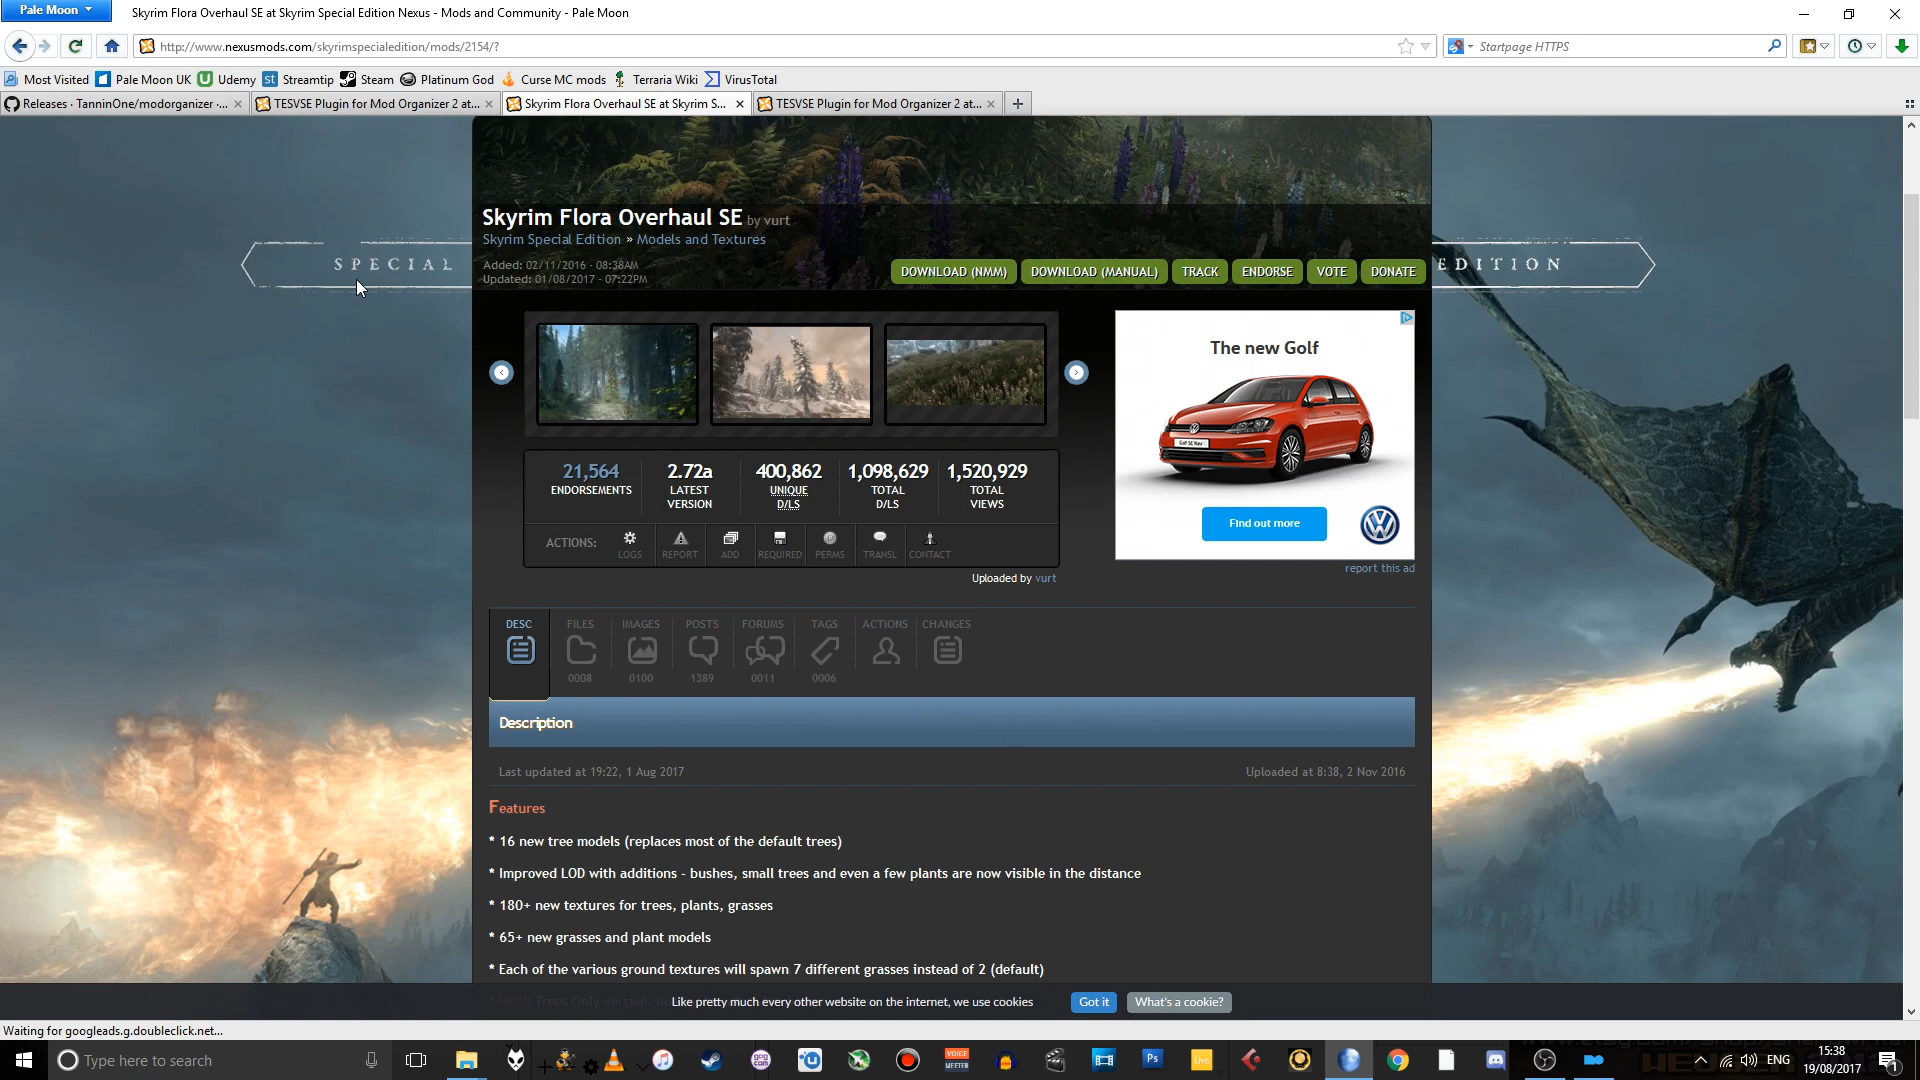 Pale Moon
Skyrim Flora Overhaul SE at Skyrim Special Edition Nexus - Mods and Community - Pale Moon
http://www.nexusmods.com/skyrimspecialedition/mods/2154/?
Startpage HTTPS
Most Visited Pale Moon UK Udemy Streamtip Steam Platinum God Curse MC mods Terraria Wiki VirusTotal
Releases · TanninOne/modorganizer ·... TESVSE Plugin for Mod Organizer 2 at... Skyrim Flora Overhaul SE at Skyrim S... TESVSE Plugin for Mod Organizer 2 at...
Skyrim Flora Overhaul SE by vurt
Skyrim Special Edition » Models and Textures
SPECIAL
EDITION
Added: 02/11/2016 - 08:38AM
Updated: 01/08/2017 - 07:22PM
DOWNLOAD (NMM) DOWNLOAD (MANUAL) TRACK ENDORSE VOTE DONATE
The new Golf
Golf SE Nav
Find out more
report this ad
21,564 2.72a 400,862 1,098,629 1,520,929
ENDORSEMENTS LATEST UNIQUE TOTAL TOTAL
VERSION D/LS D/LS VIEWS
ACTIONS: LOGS REPORT ADD REQUIRED PERMS TRANSL CONTACT
Uploaded by vurt
DESC FILES IMAGES POSTS FORUMS TAGS ACTIONS CHANGES
0008 0100 1389 0011 0006
Description
Last updated at 19:22, 1 Aug 2017 Uploaded at 8:38, 2 Nov 2016
Features
* 16 new tree models (replaces most of the default trees)
* Improved LOD with additions - bushes, small trees and even a few plants are now visible in the distance
* 180+ new textures for trees, plants, grasses
* 65+ new grasses and plant models
* Each of the various ground textures will spawn 7 different grasses instead of 2 (default)
* NEW! Trees Only version.
Like pretty much every other website on the internet, we use cookies Got it What's a cookie?
Waiting for googleads.g.doubleclick.net...
Type here to search
gog com
VOICE MEETER
Ps
Live
ENG
15:38
19/08/2017
1